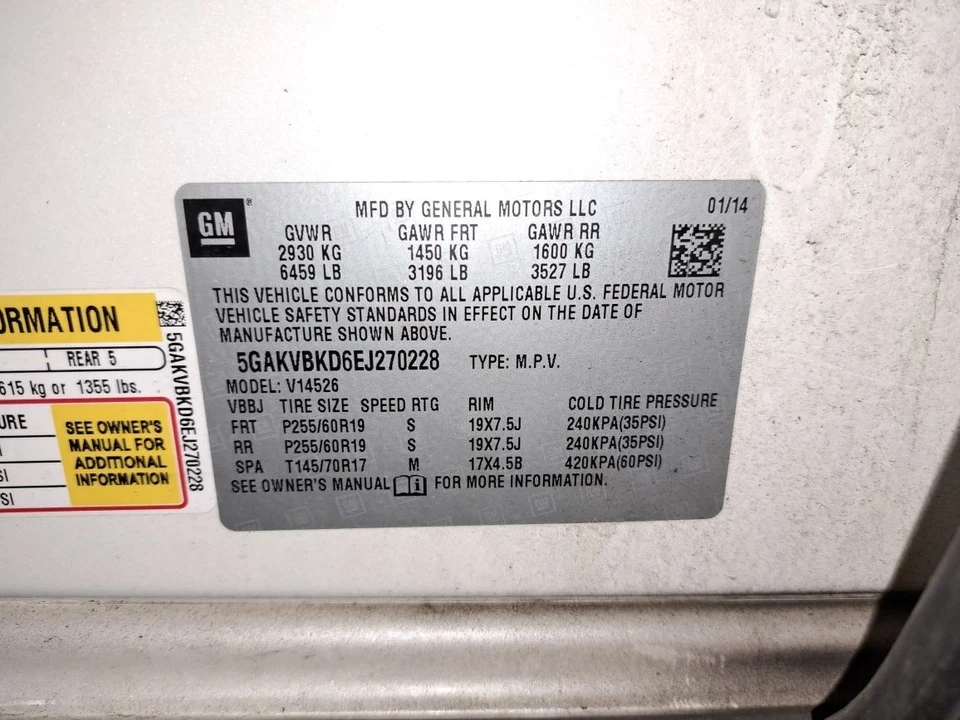 GM
®
MFD BY GENERAL MOTORS LLC 01/14
GVWR GAWR FRT GAWR RR
2930 KG 1450 KG 1600 KG
6459 LB 3196 LB 3527 LB
THIS VEHICLE CONFORMS TO ALL APPLICABLE U.S. FEDERAL MOTOR
VEHICLE SAFETY STANDARDS IN EFFECT ON THE DATE OF
MANUFACTURE SHOWN ABOVE.
5GAKVBKD6EJ270228 TYPE: M.P.V.
MODEL: V14526
VBBJ TIRE SIZE SPEED RTG RIM COLD TIRE PRESSURE
FRT P255/60R19 S 19X7.5J 240KPA(35PSI)
RR P255/60R19 S 19X7.5J 240KPA(35PSI)
SPA T145/70R17 M 17X4.5B 420KPA(60PSI)
SEE OWNER'S MANUAL FOR MORE INFORMATION.
ORMATION
REAR 5
615 kg or 1355 lbs.
URE
SI
SI
SEE OWNER'S
MANUAL FOR
ADDITIONAL
INFORMATION
5GAKVBKD6EJ270228